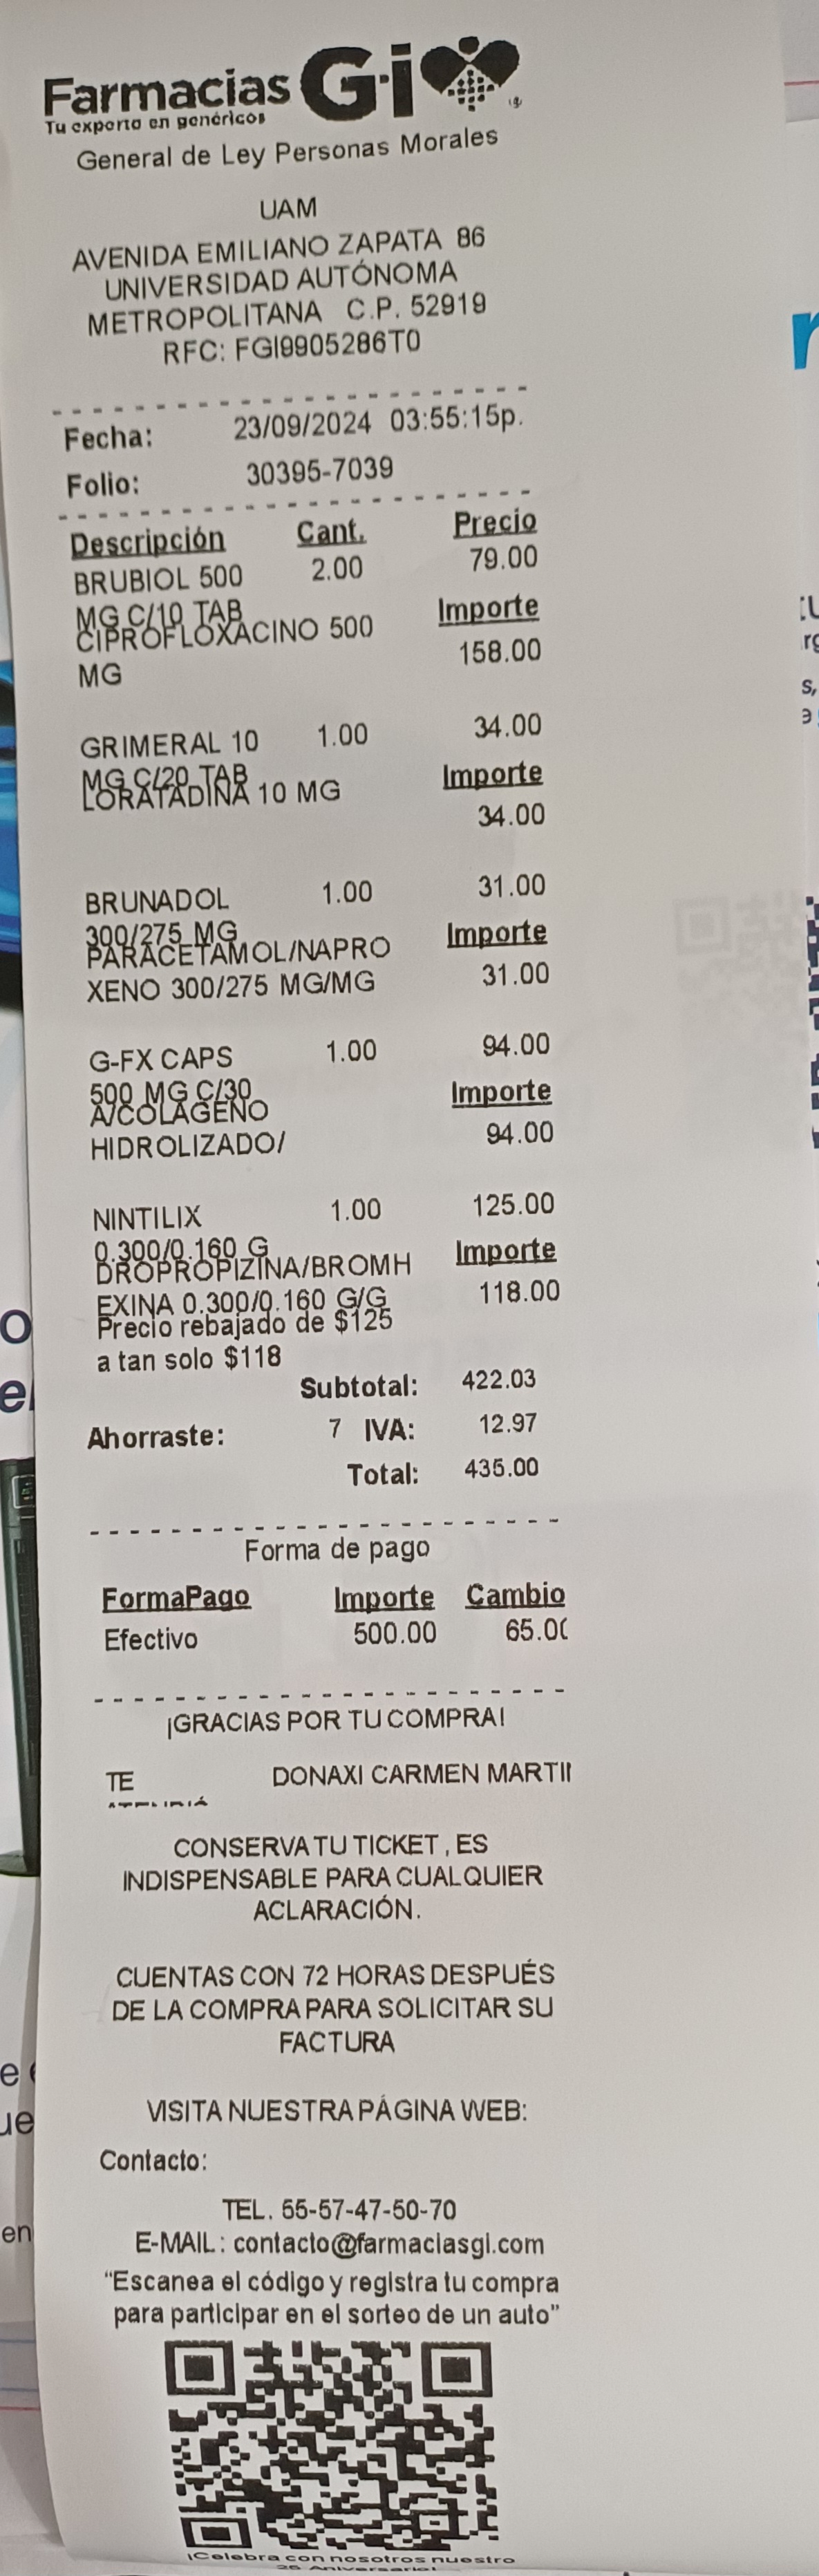 Farmacias Gi
Tu experto en genéricos
General de Ley Personas Morales
UAM
AVENIDA EMILIANO ZAPATA 86
UNIVERSIDAD AUTÓNOMA
METROPOLITANA C.P. 52919
RFC: FGI9905286T0
Fecha: 23/09/2024 03:55:15p.
Folio: 30395-7039
Descripción Cant. Precio
BRUBIOL 500 2.00 79.00
MG C/10 TAB Importe
CIPROFLOXACINO 500
MG 158.00
GRIMERAL 10 1.00 34.00
MG C/20 TAB Importe
LORATADINA 10 MG
34.00
BRUNADOL 1.00 31.00
300/275 MG Importe
PARACETAMOL/NAPRO
XENO 300/275 MG/MG 31.00
G-FX CAPS 1.00 94.00
500 MG C/30 Importe
A/COLAGENO
HIDROLIZADO/ 94.00
NINTILIX 1.00 125.00
0.300/0.160 G Importe
DROPROPIZINA/BROMH
EXINA 0.300/0.160 G/G 118.00
Precio rebajado de $125
a tan solo $118
Subtotal: 422.03
Ahorraste: 7 IVA: 12.97
Total: 435.00
Forma de pago
FormaPago Importe Cambio
Efectivo 500.00 65.0
¡GRACIAS POR TU COMPRA!
TE DONAXI CARMEN MARTI
CONSERVA TU TICKET , ES
INDISPENSABLE PARA CUALQUIER
ACLARACIÓN.
CUENTAS CON 72 HORAS DESPUÉS
DE LA COMPRA PARA SOLICITAR SU
FACTURA
VISITA NUESTRA PÁGINA WEB:
Contacto:
TEL. 55-57-47-50-70
E-MAIL : contacto@farmaciasgi.com
“Escanea el código y registra tu compra
para participar en el sorteo de un auto”
¡Celebra con nosotros nuestro